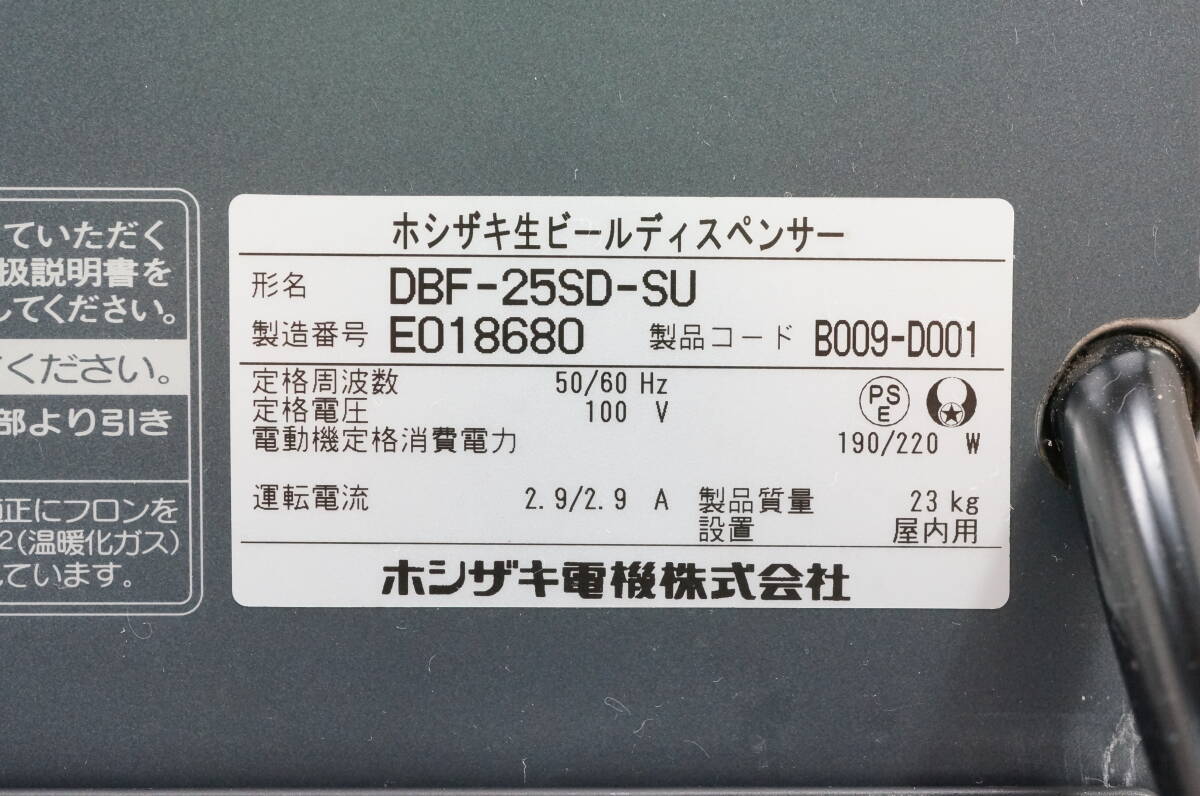 ていただく
扱説明書を
してください。
ください。
部より引き
正にフロンを
2(温暖化ガス)
ています。
ホシザキ生ビールディスペンサー
形名 DBF-25SD-SU
製造番号 E018680 製品コード B009-D001
定格周波数 50/60 Hz
定格電圧 100 V
PS
E
電動機定格消費電力 190/220 W
運転電流 2.9/2.9 A 製品質量 23 kg
設置 屋内用
ホシザキ電機株式会社